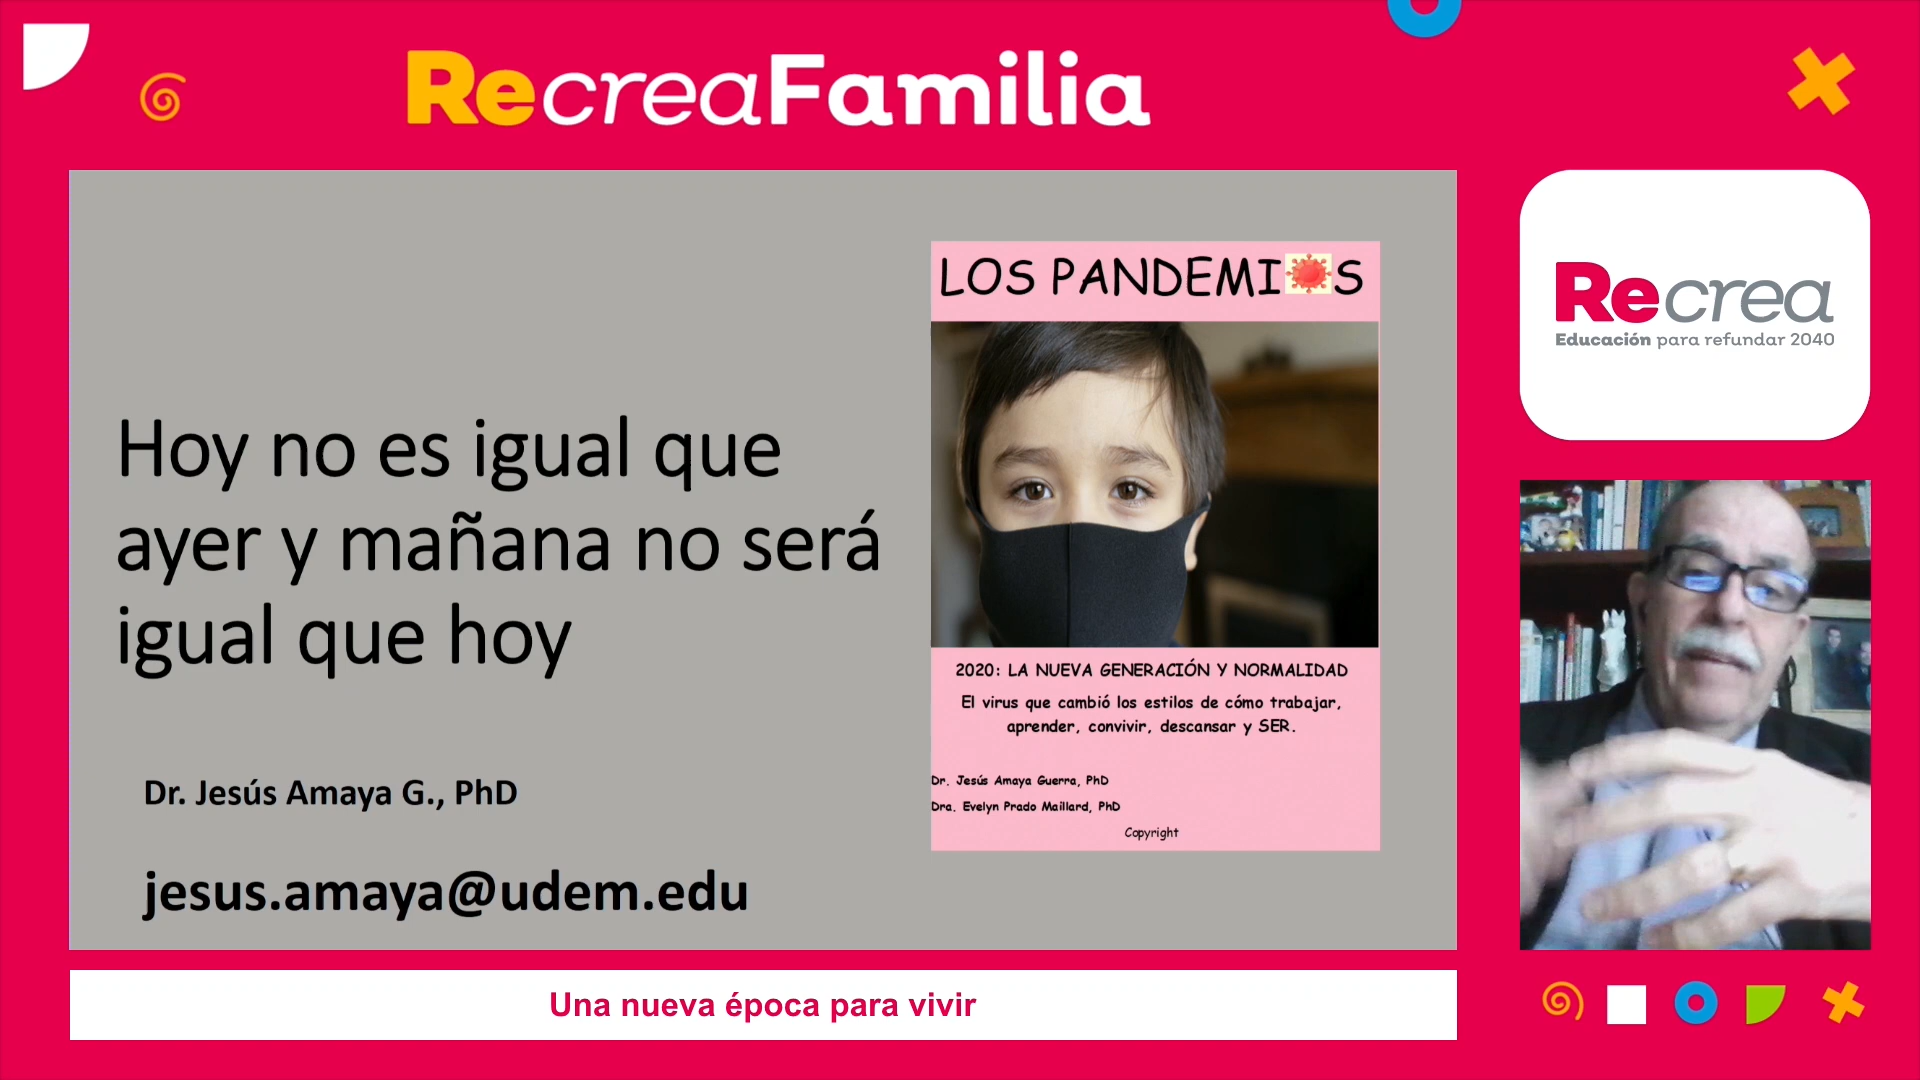 RecreaFamilia
Hoy no es igual que
ayer y mañana no será
igual que hoy
Dr. Jesús Amaya G., PhD
jesus.amaya@udem.edu
LOS PANDEMI S
2020: LA NUEVA GENERACIÓN Y NORMALIDAD
El virus que cambió los estilos de cómo trabajar,
aprender, convivir, descansar y SER.
Dr. Jesús Amaya Guerra, PhD
Dra. Evelyn Prado Maillard, PhD
Copyright
Recrea
Educación para refundar 2040
Una nueva época para vivir